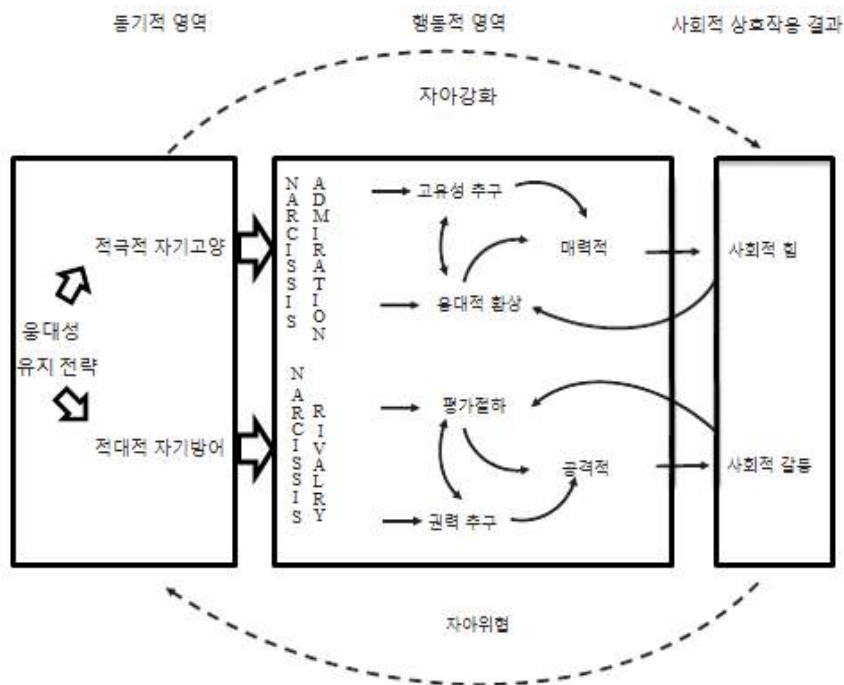 동기적 영역
행동적 영역
사회적 상호작용 결과
자아강화
웅대성
유지 전략
적극적 자기고양
적대적 자기방어
NARCISSIS
ADMIRATION
고유성 추구
매력적
웅대적 환상
NARCISSIS
RIVALRY
평가절하
공격적
권력 추구
사회적 힘
사회적 갈등
자아위협